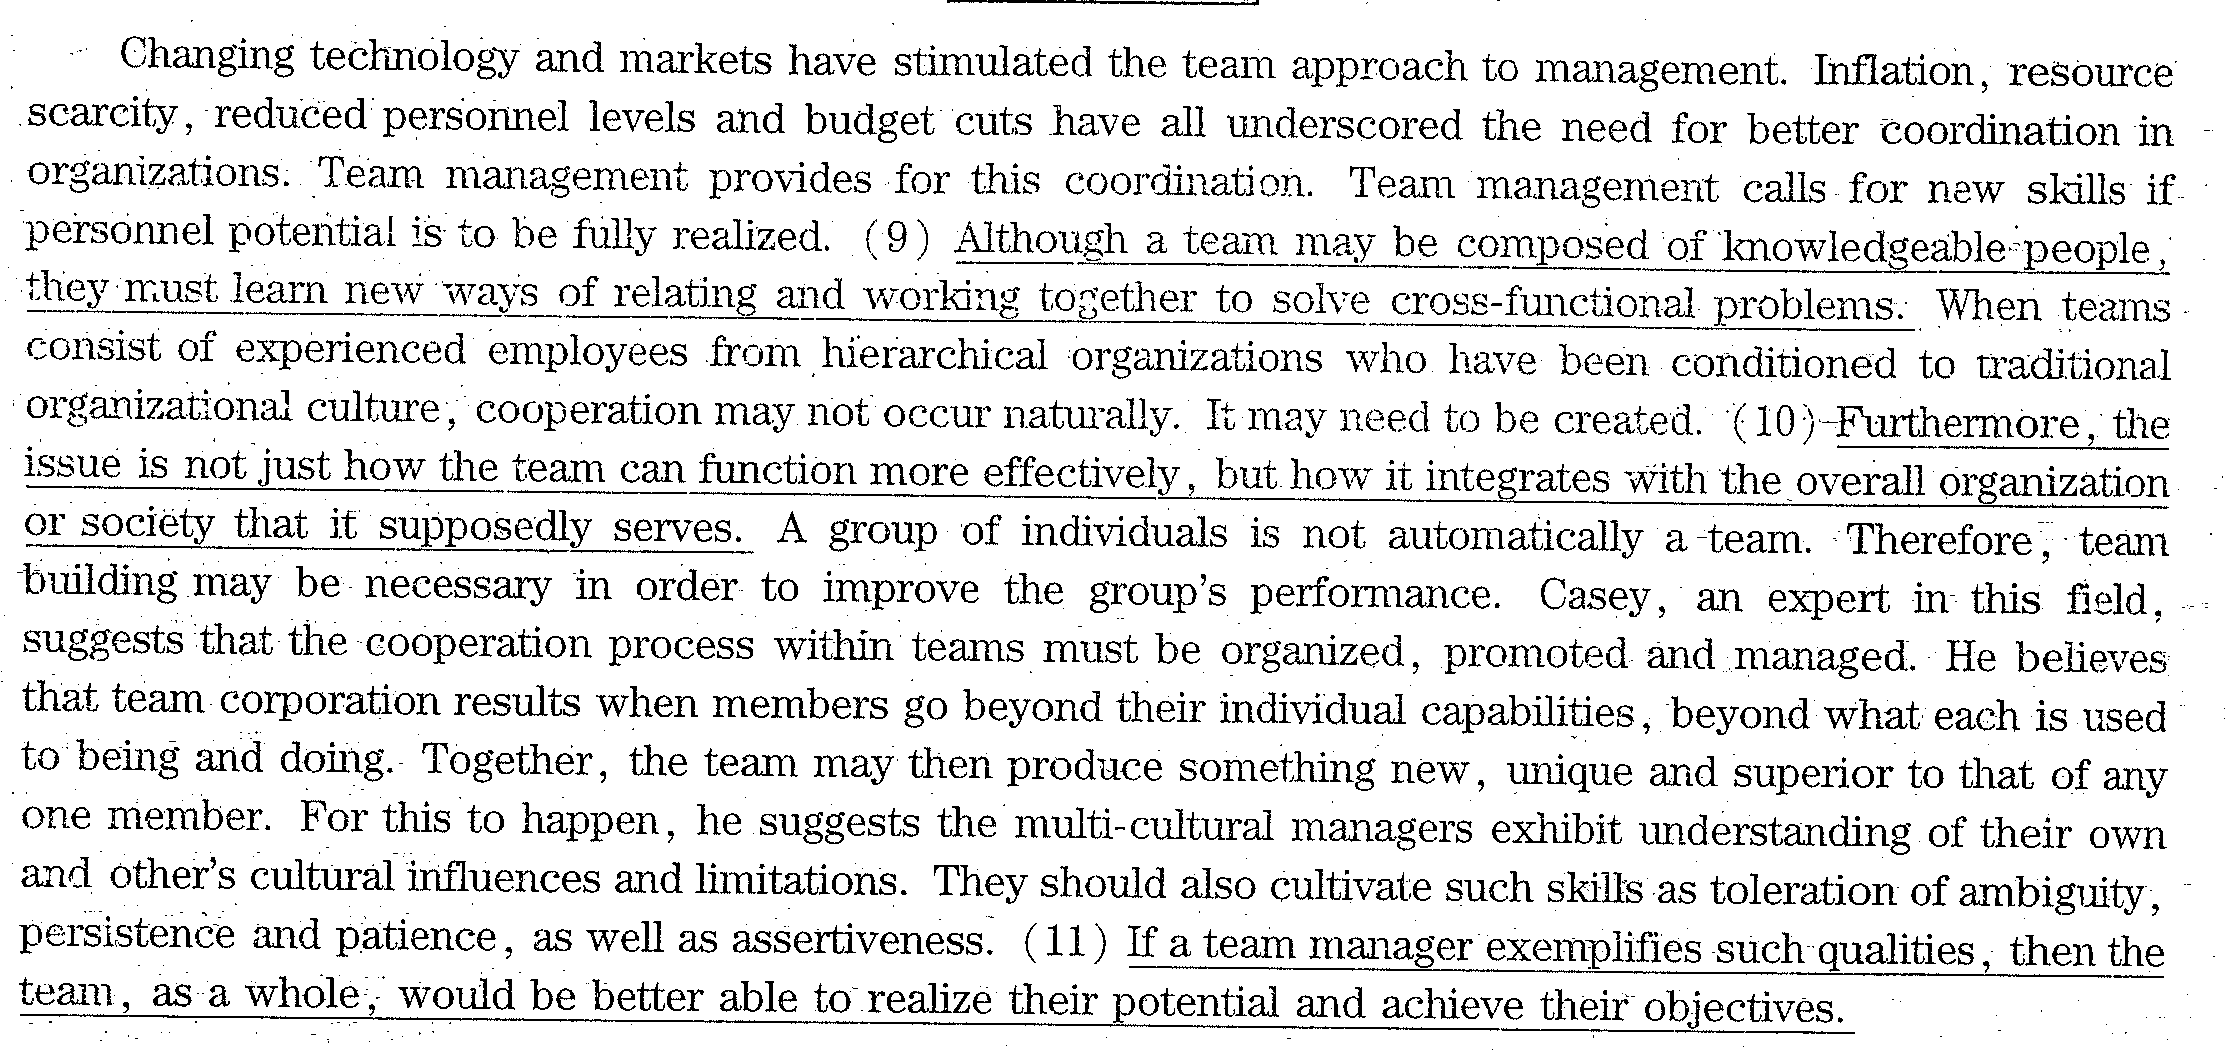 Changing technology and markets have stimulated the team approach to management. Inflation, resource
scarcity, reduced personnel levels and budget cuts have all underscored the need for better coordination in
organizations. Team management provides for this coordination. Team management calls for new skills if
personnel potential is to be fully realized. (9) Although a team may be composed of knowledgeable people,
they must learn new ways of relating and working together to solve cross-functional problems. When teams
consist of experienced employees from hierarchical organizations who have been conditioned to traditional
organizational culture, cooperation may not occur naturally. It may need to be created. (10) Furthermore, the
issue is not just how the team can function more effectively, but how it integrates with the overall organization
or society that it supposedly serves. A group of individuals is not automatically a team. Therefore, team
building may be necessary in order to improve the group's performance. Casey, an expert in this field,
suggests that the cooperation process within teams must be organized, promoted and managed. He believes
that team corporation results when members go beyond their individual capabilities, beyond what each is used
to being and doing. Together, the team may then produce something new, unique and superior to that of any
one member. For this to happen, he suggests the multi-cultural managers exhibit understanding of their own
and other's cultural influences and limitations. They should also cultivate such skills as toleration of ambiguity,
persistence and patience, as well as assertiveness. (11) If a team manager exemplifies such qualities, then the
team, as a whole, would be better able to realize their potential and achieve their objectives.